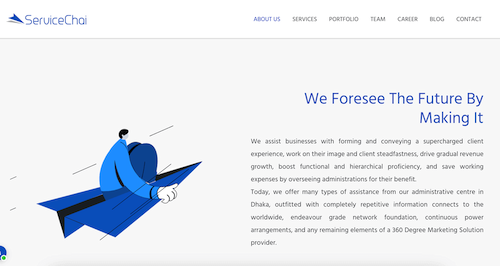 ServiceChai
ABOUT US SERVICES PORTFOLIO TEAM CAREER BLOG CONTACT
We Foresee The Future By
Making It
We assist businesses with forming and conveying a supercharged client
experience, work on their image and client steadfastness, drive gradual revenue
growth, boost functional and hierarchical proficiency, and save working
expenses by overseeing administrations for their benefit.
Today, we offer many types of assistance from our administrative centre in
Dhaka, outfitted with completely repetitive information connects to the
worldwide, endeavour grade network foundation, continuous power
arrangements, and any remaining elements of a 360 Degree Marketing Solution
provider.